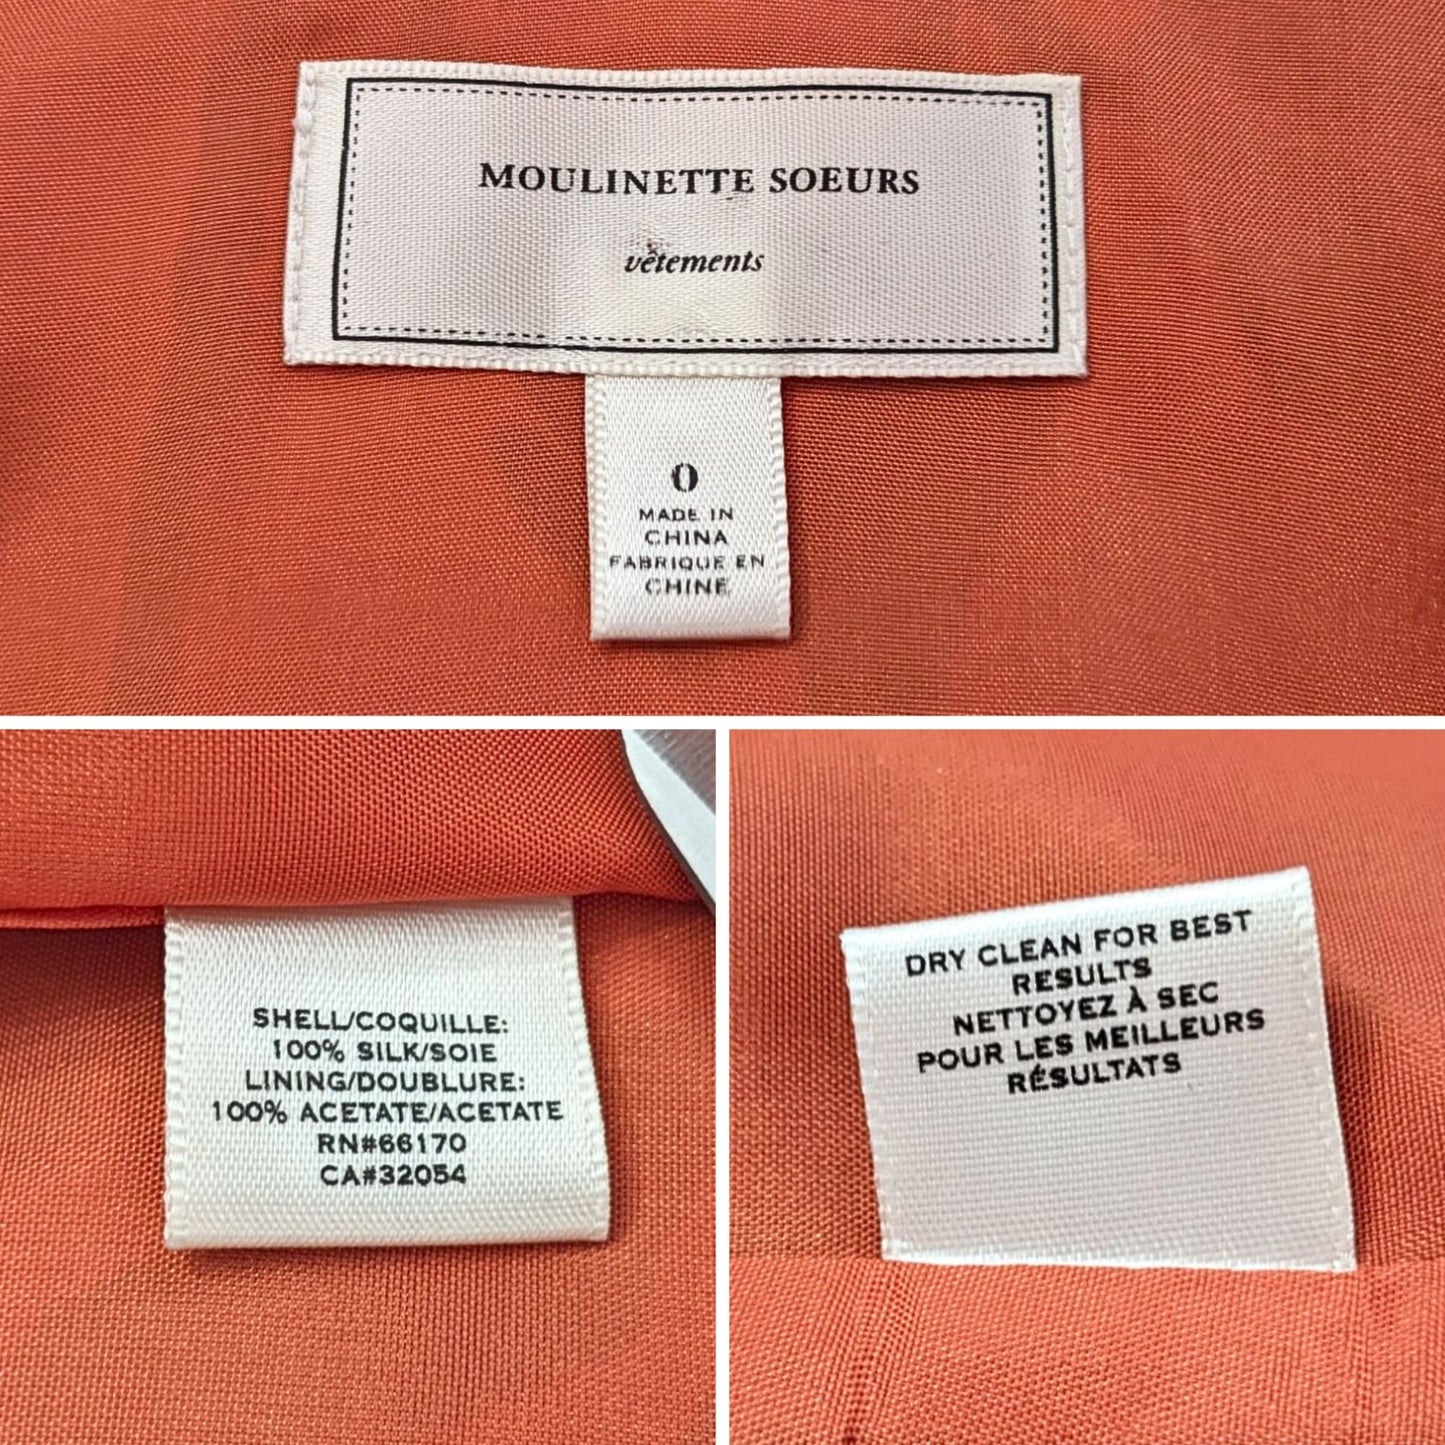 MOULINETTE SOEURS
vêtements
0
MADE IN
CHINA
FABRIQUE EN
CHINE
SHELL/COQUILLE:
100% SILK/SOIE
LINING/DOUBLURE:
100% ACETATE/ACETATE
RN#66170
CA#32054
DRY CLEAN FOR BEST
RESULTS
NETTOYEZ À SEC
POUR LES MEILLEURS
RÉSULTATS